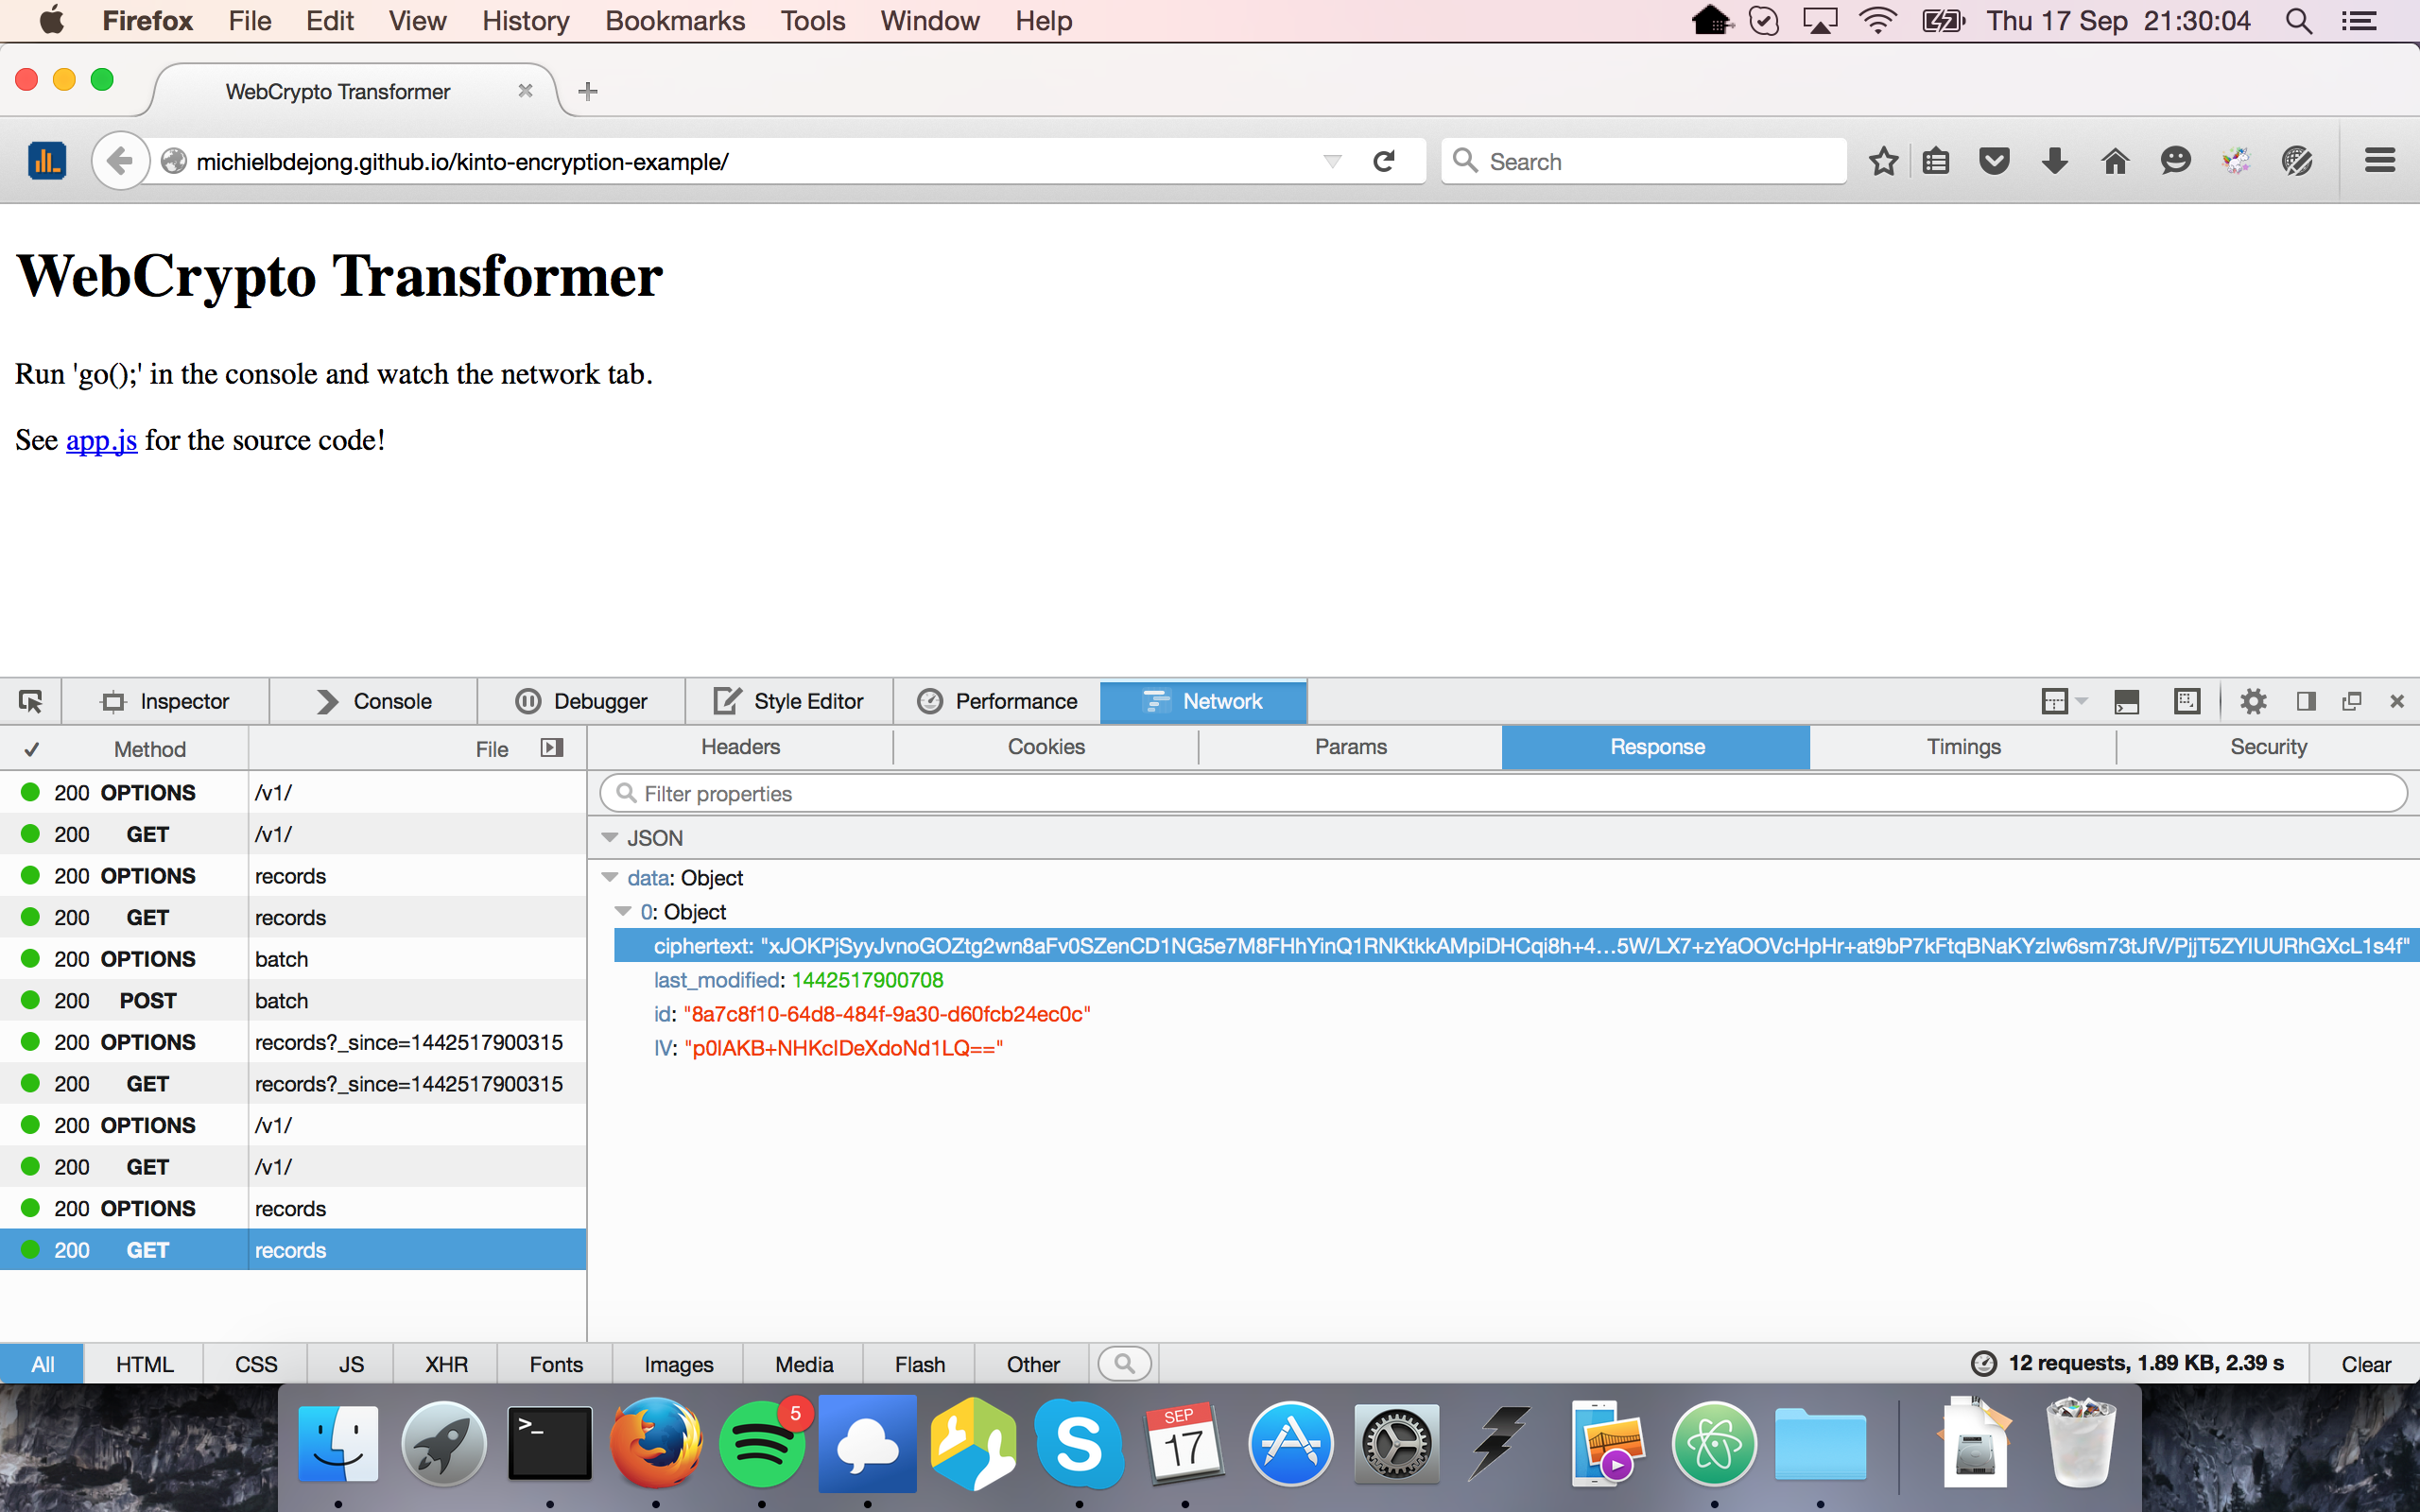 Firefox File Edit View History Bookmarks Tools Window Help Thu 17 Sep 21:30:04
WebCrypto Transformer
michielbdejong.github.io/kinto-encryption-example/ Search
WebCrypto Transformer
Run 'go();' in the console and watch the network tab.
See app.js for the source code!
Inspector Console Debugger Style Editor Performance Network
Method File Headers Cookies Params Response Timings Security
Filter properties
JSON
data: Object
0: Object
ciphertext: "xJOKPjSyyJvnoGOZtg2wn8aFv0SZenCD1NG5e7M8FHhYinQ1RNKtkkAMpiDHCqi8h+4…5W/LX7+zYaOOVcHpHr+at9bP7kFtqBNaKYzIw6sm73tJfV/PjjT5ZYIUURhGXcL1s4f"
last_modified: 1442517900708
id: "8a7c8f10-64d8-484f-9a30-d60fcb24ec0c"
IV: "p0lAKB+NHKclDeXdoNd1LQ=="
200 OPTIONS /v1/
200 GET /v1/
200 OPTIONS records
200 GET records
200 OPTIONS batch
200 POST batch
200 OPTIONS records?_since=1442517900315
200 GET records?_since=1442517900315
200 OPTIONS /v1/
200 GET /v1/
200 OPTIONS records
200 GET records
All HTML CSS JS XHR Fonts Images Media Flash Other 12 requests, 1.89 KB, 2.39 s Clear
>_
5
S
SEP
17